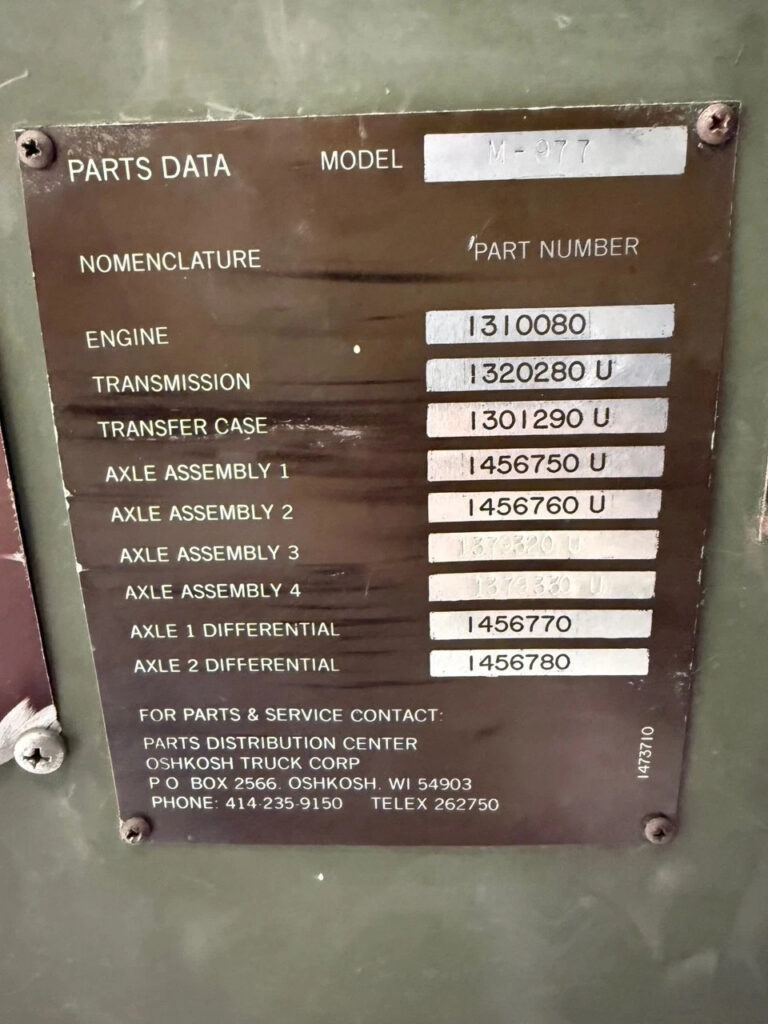 PARTS DATA MODEL M-977
NOMENCLATURE PART NUMBER
ENGINE 1310080
TRANSMISSION 1320280 U
TRANSFER CASE 1301290 U
AXLE ASSEMBLY 1 1456750 U
AXLE ASSEMBLY 2 1456760 U
AXLE ASSEMBLY 3 1379320 U
AXLE ASSEMBLY 4 1379330 U
AXLE 1 DIFFERENTIAL 1456770
AXLE 2 DIFFERENTIAL 1456780
FOR PARTS & SERVICE CONTACT:
PARTS DISTRIBUTION CENTER
OSHKOSH TRUCK CORP
P O BOX 2566. OSHKOSH, WI 54903
PHONE: 414-235-9150 TELEX 262750
1473710